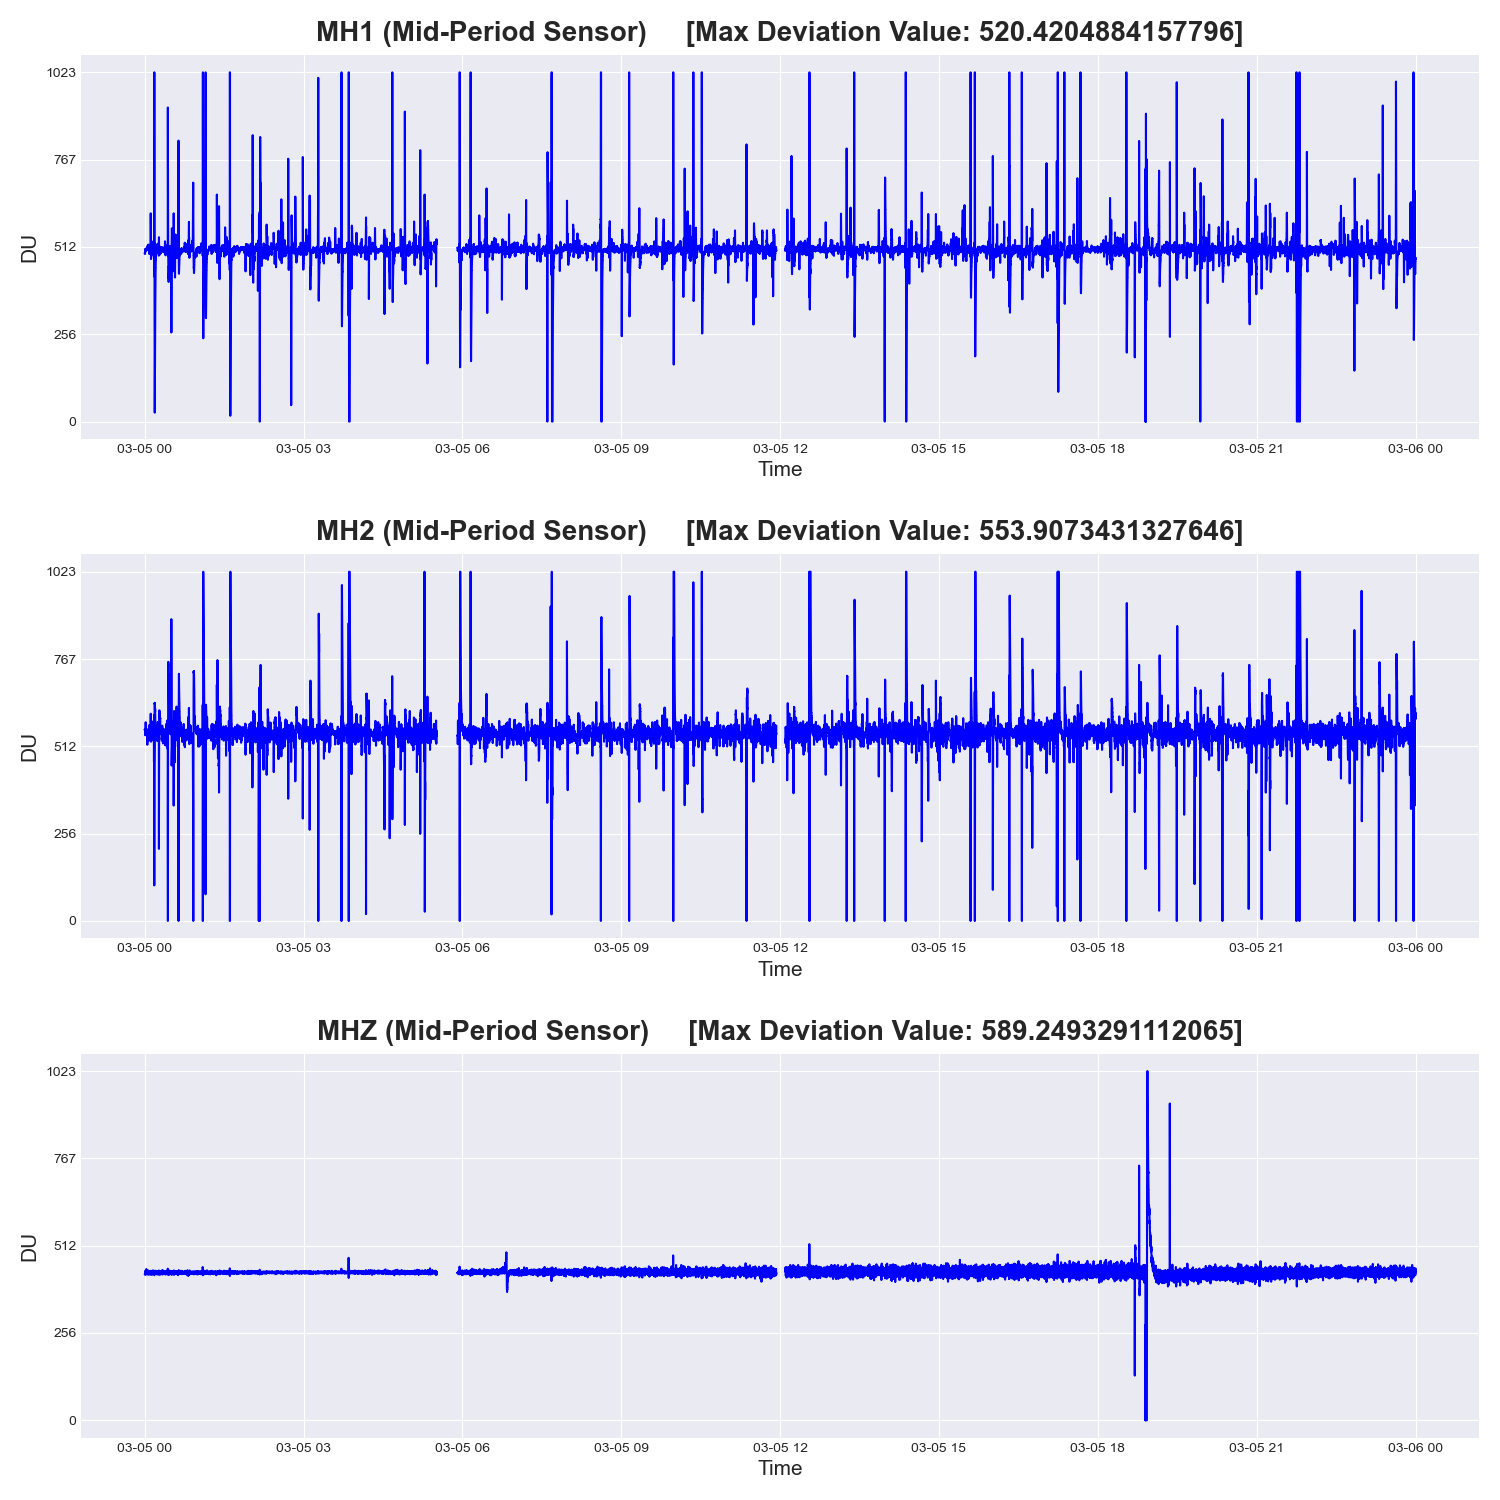 MH1 (Mid-Period Sensor) [Max Deviation Value: 520.4204884157796]
1023
767
512
256
0
DU
03-05 00 03-05 03 03-05 06 03-05 09 03-05 12 03-05 15 03-05 18 03-05 21 03-06 00
Time
MH2 (Mid-Period Sensor) [Max Deviation Value: 553.9073431327646]
1023
767
512
256
0
DU
03-05 00 03-05 03 03-05 06 03-05 09 03-05 12 03-05 15 03-05 18 03-05 21 03-06 00
Time
MHZ (Mid-Period Sensor) [Max Deviation Value: 589.2493291112065]
1023
767
512
256
0
DU
03-05 00 03-05 03 03-05 06 03-05 09 03-05 12 03-05 15 03-05 18 03-05 21 03-06 00
Time